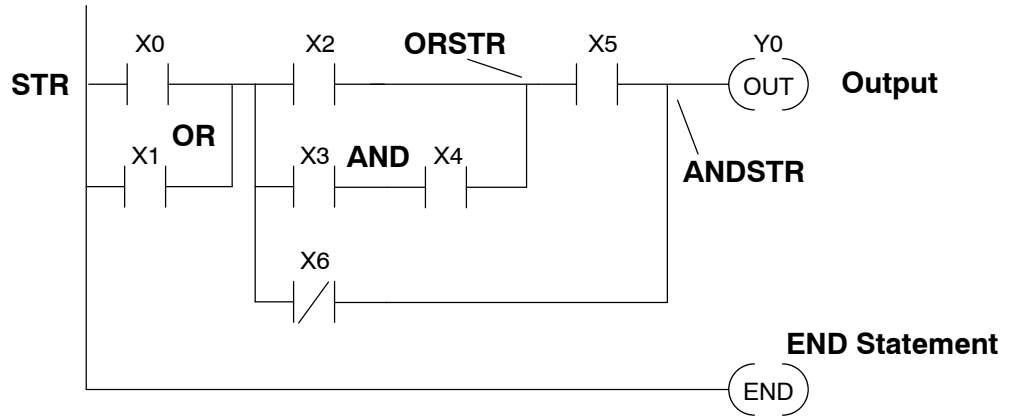 X0
X2
ORSTR
X5
Y0
STR
OUT
Output
OR
X1
X3
AND
X4
ANDSTR
X6
END Statement
END